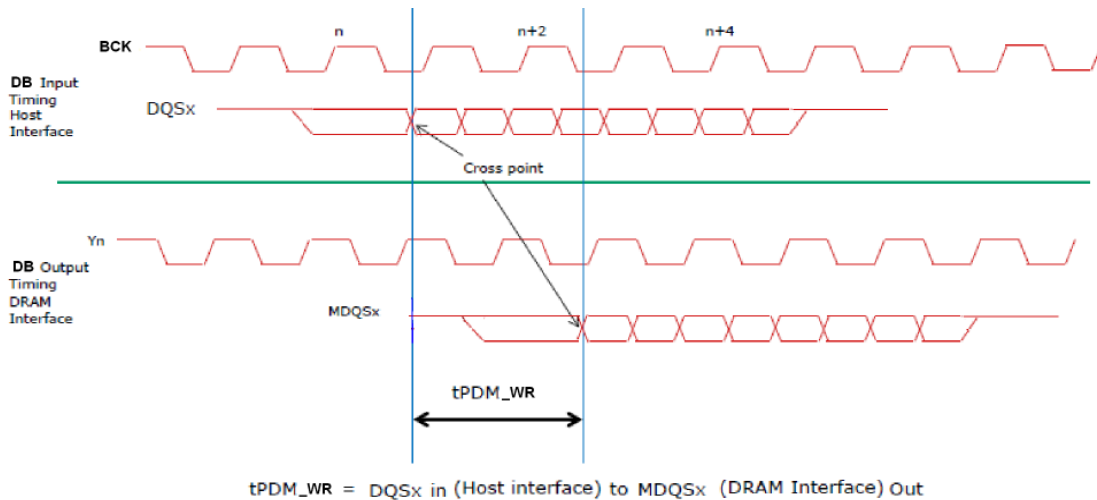 n n+2 n+4
BCK
DB Input
Timing
Host
Interface
DQSx
Cross point
Yn
DB Output
Timing
DRAM
Interface
MDQSx
tPDM_WR
tPDM_WR = DQSx in (Host interface) to MDQSx (DRAM Interface) Out